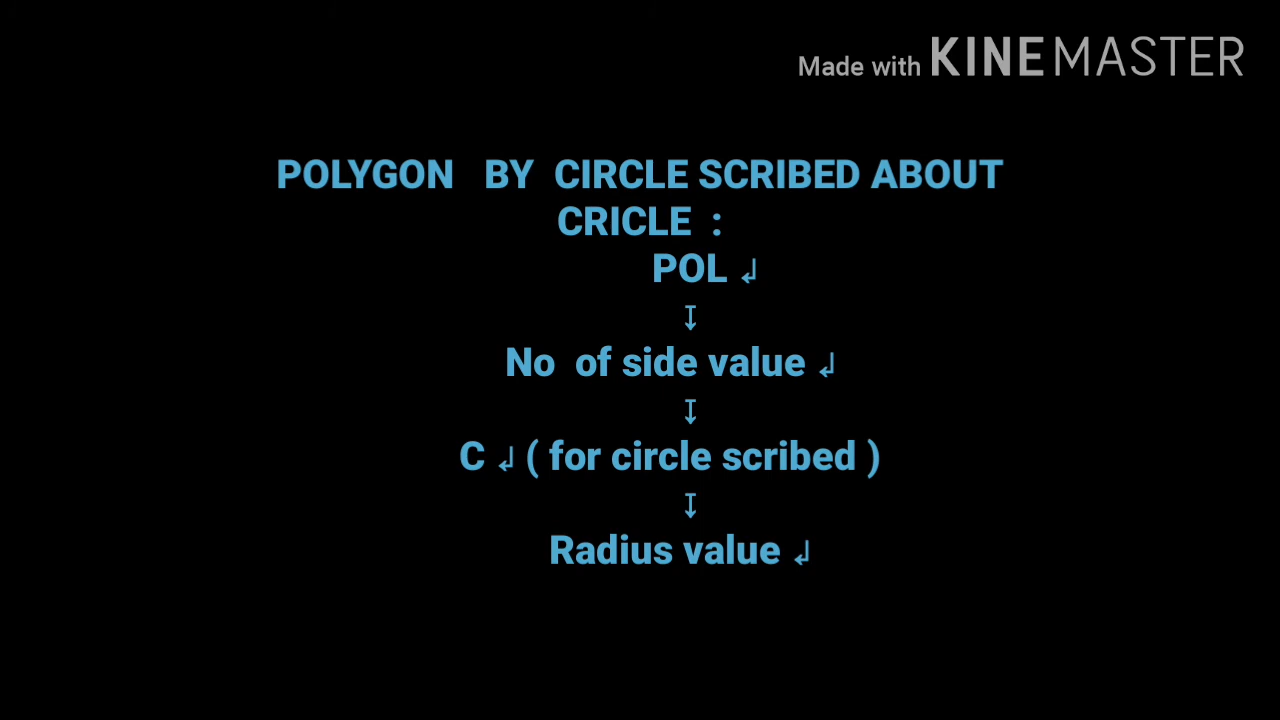 Made with KINEMASTER
POLYGON BY CIRCLE SCRIBED ABOUT
CRICLE :
POL ↲
↧
No of side value ↲
↧
C ↲ ( for circle scribed )
↧
Radius value ↲